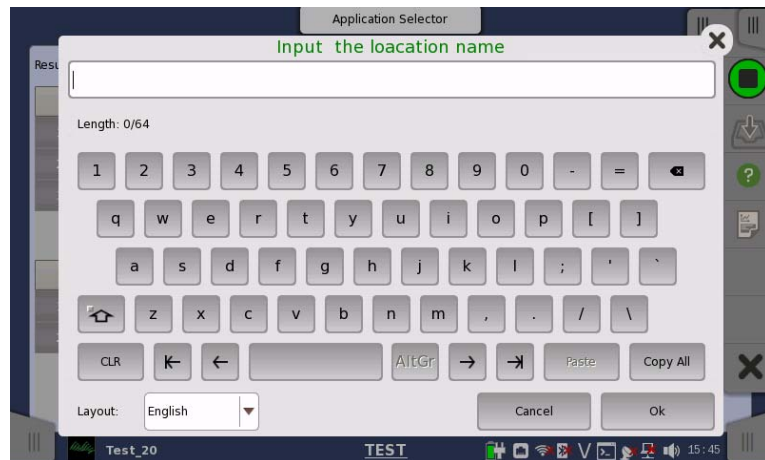 Application Selector
Input the loacation name
Resu
Length: 0/64
1 2 3 4 5 6 7 8 9 0 - =
q w e r t y u i o p [ ]
a s d f g h j k l ; ' `
z x c v b n m , . / \
CLR AltGr Paste Copy All
Layout: English Cancel Ok
Test_20 TEST 15:45